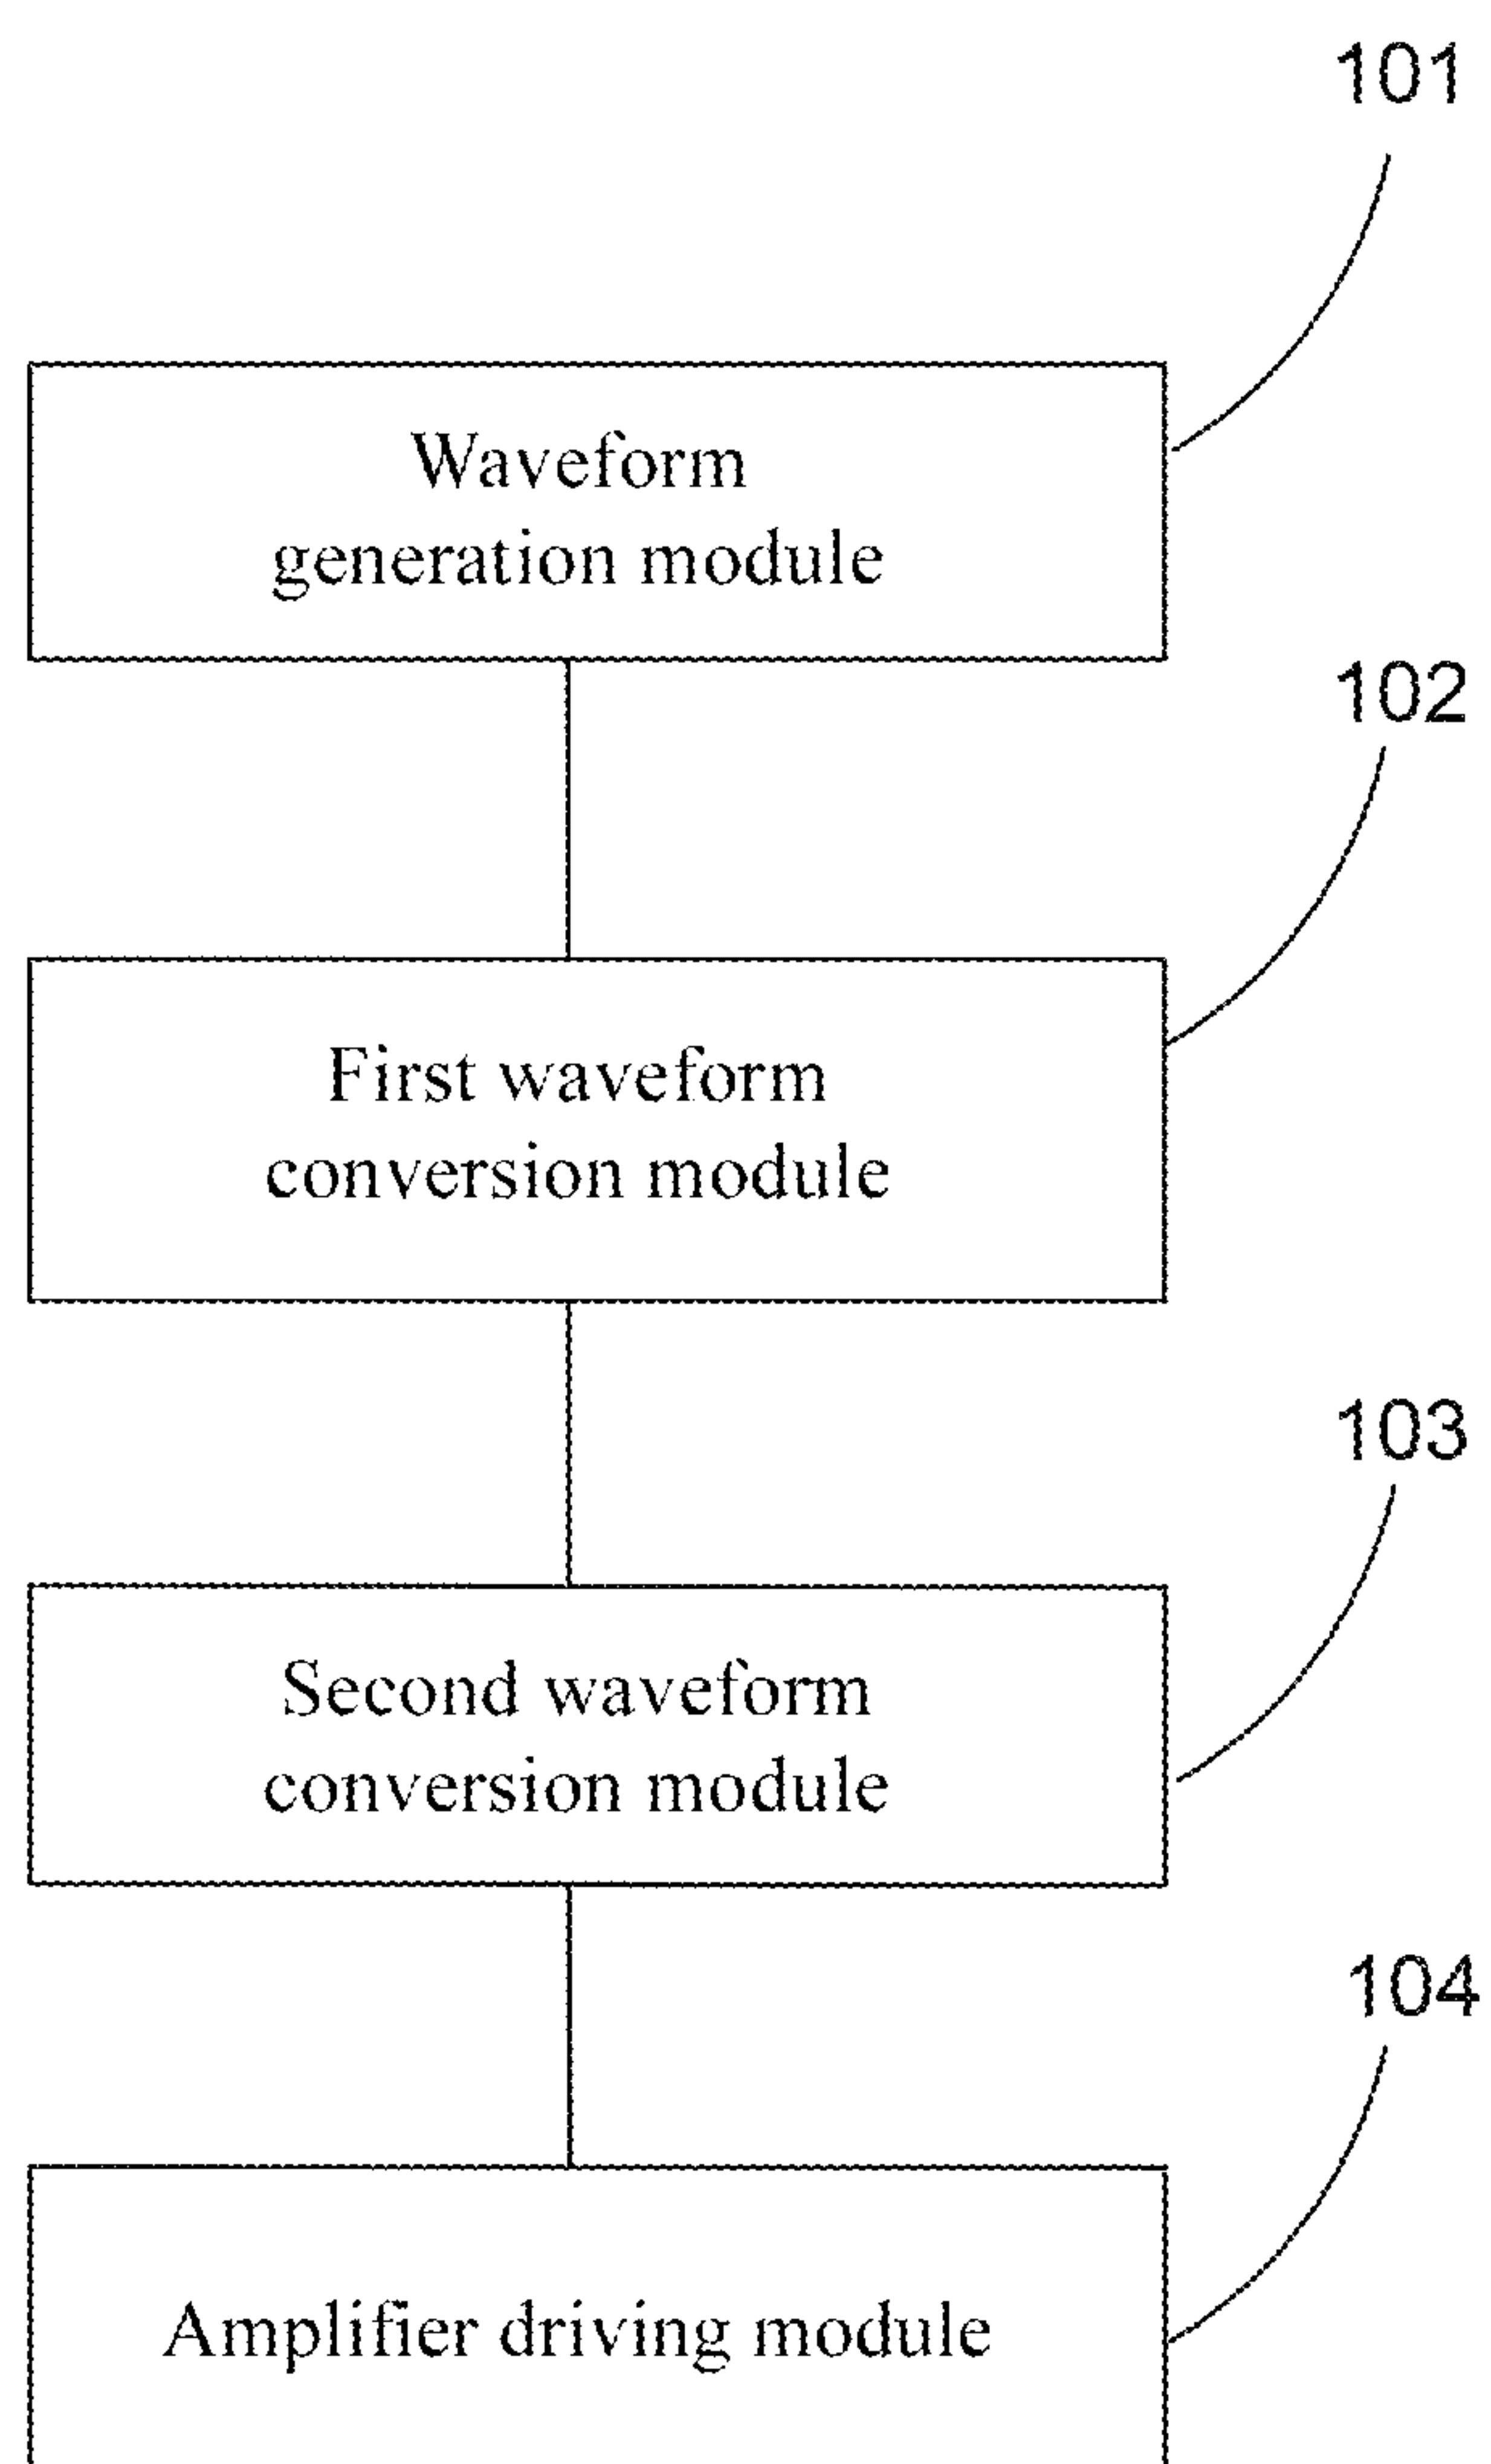 101
Waveform
generation module
102
First waveform
conversion module
103
Second waveform
conversion module
104
Amplifier driving module